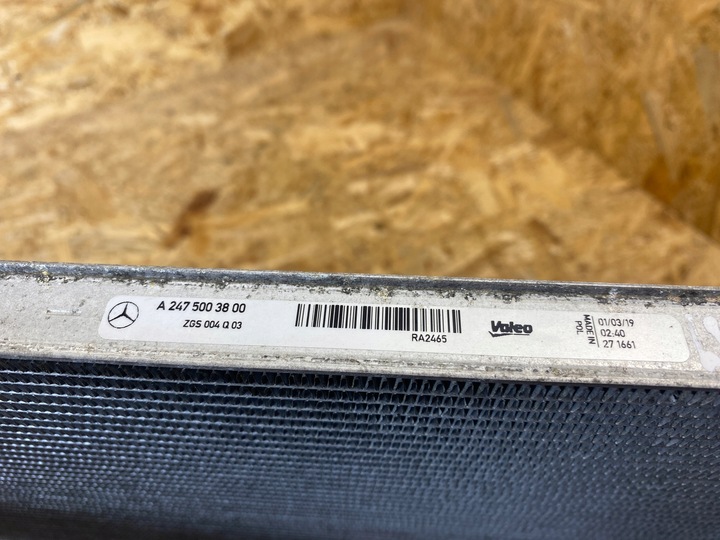 A 247 500 38 00
ZGS 004 Q 03
RA2465
Valeo
MADE IN
POL
01/03/19
02:40
27 1661